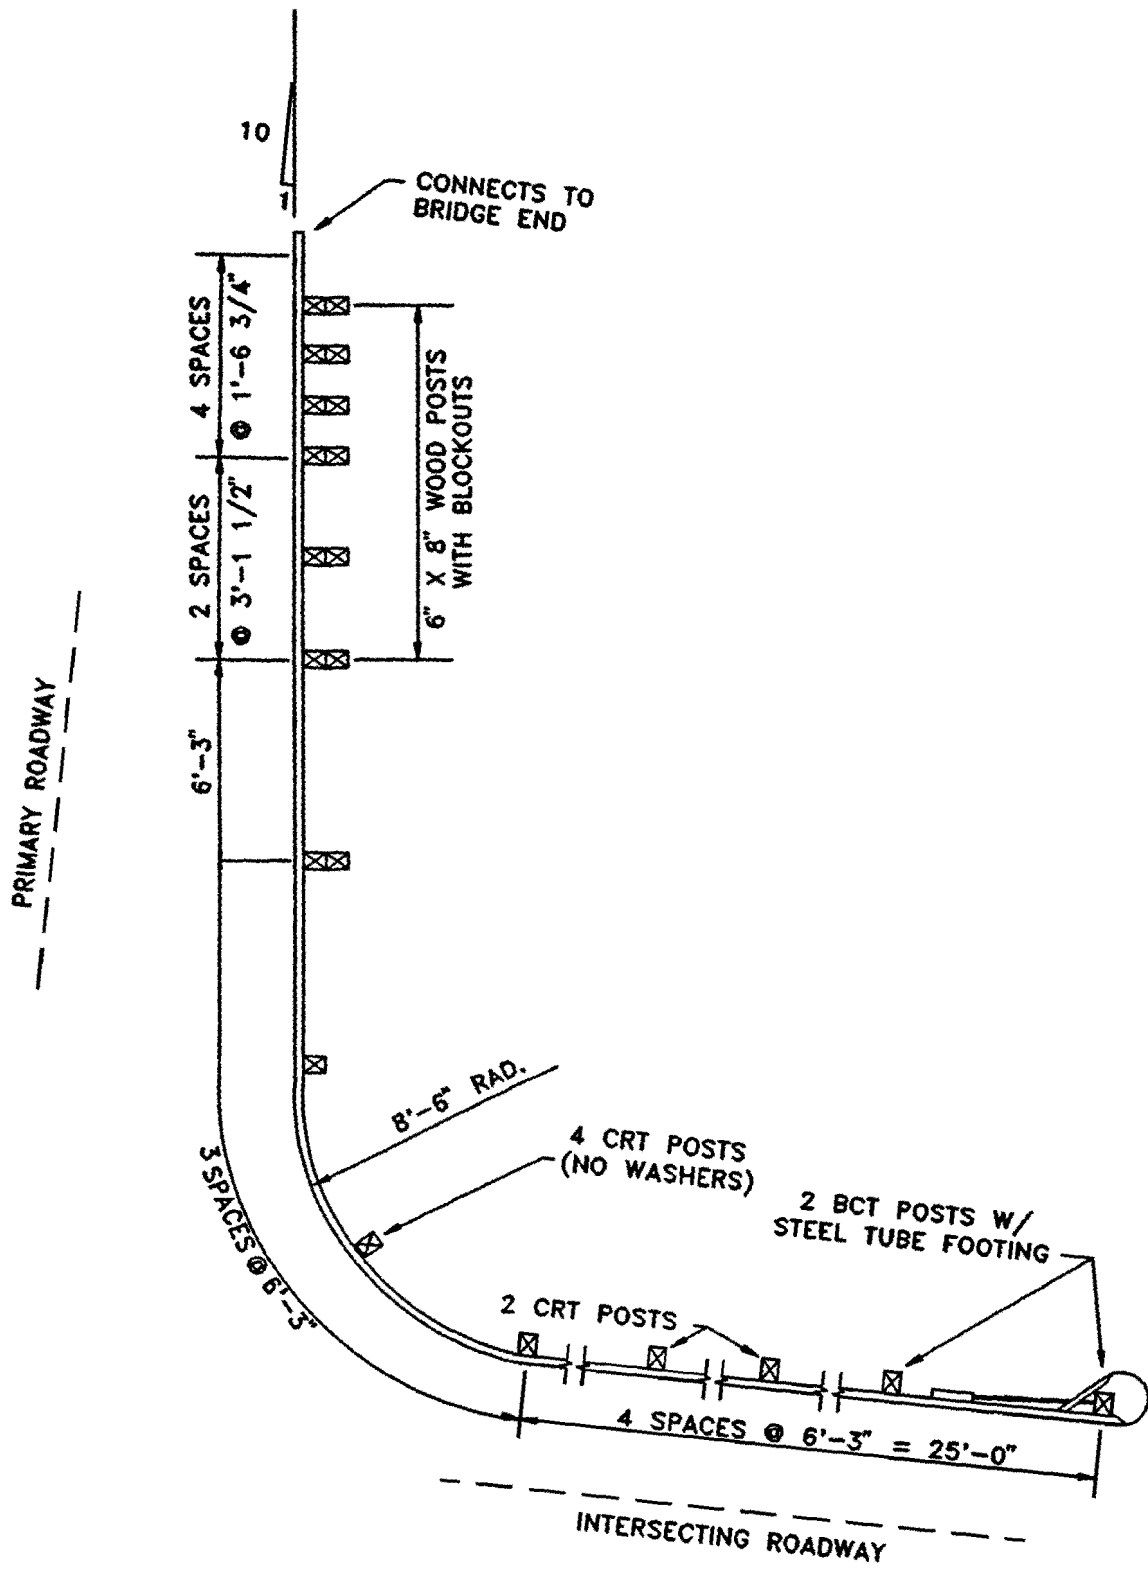 10
1
CONNECTS TO
BRIDGE END
4 SPACES
@ 1'-6 3/4"
2 SPACES
@ 3'-1 1/2"
6" X 8" WOOD POSTS
WITH BLOCKOUTS
6'-3"
PRIMARY ROADWAY
8'-6" RAD.
4 CRT POSTS
(NO WASHERS)
3 SPACES @ 6'-3"
2 BCT POSTS W/
STEEL TUBE FOOTING
2 CRT POSTS
4 SPACES @ 6'-3" = 25'-0"
INTERSECTING ROADWAY